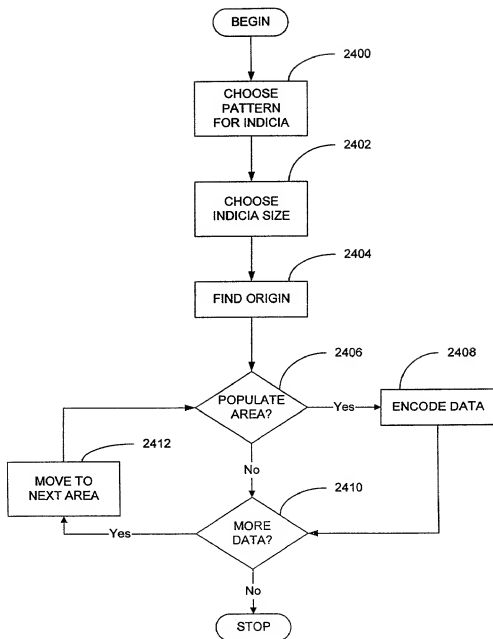 BEGIN
2400
CHOOSE
PATTERN
FOR INDICIA
2402
CHOOSE
INDICIA SIZE
2404
FIND ORIGIN
2406
2408
POPULATE
AREA?
Yes
ENCODE DATA
2412
No
MOVE TO
NEXT AREA
2410
MORE
DATA?
Yes
No
STOP